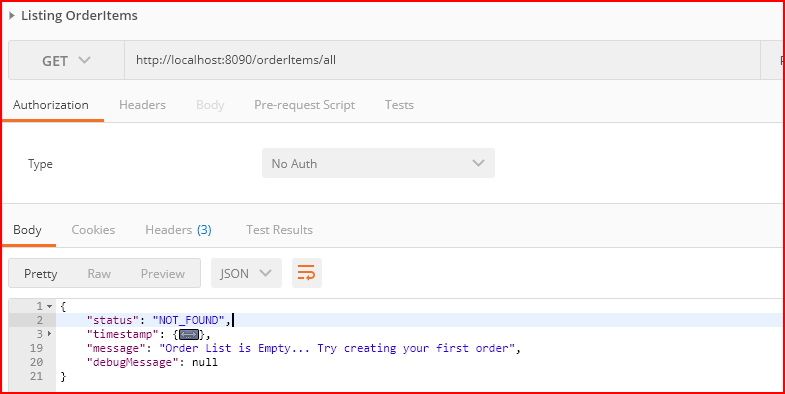 Listing OrderItems
GET http://localhost:8090/orderItems/all
Authorization Headers Body Pre-request Script Tests
Type No Auth
Body Cookies Headers (3) Test Results
Pretty Raw Preview JSON
1 {
2 "status": "NOT_FOUND",
3 "timestamp": {},
19 "message": "Order List is Empty... Try creating your first order",
20 "debugMessage": null
21 }